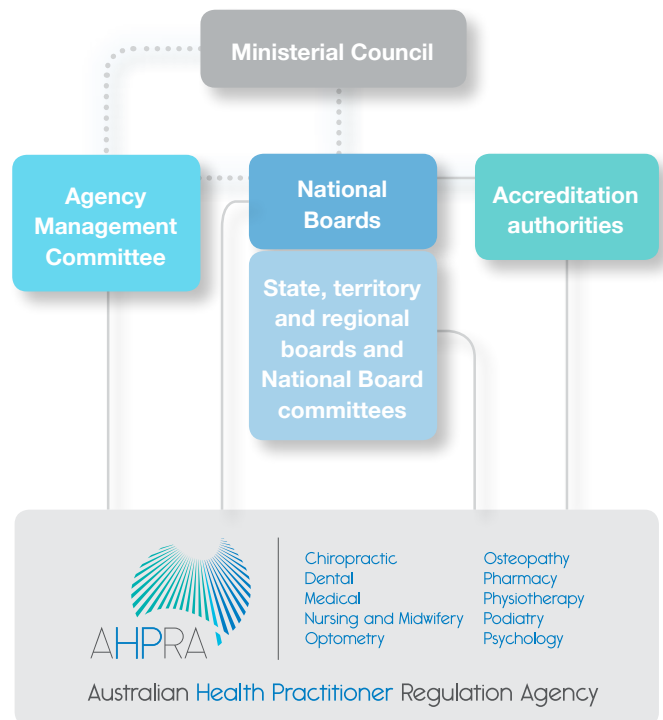 Ministerial Council
Agency
Management
Committee
National
Boards
Accreditation
authorities
State, territory
and regional
boards and
National Board
committees
AHPRA
Chiropractic
Dental
Medical
Nursing and Midwifery
Optometry
Osteopathy
Pharmacy
Physiotherapy
Podiatry
Psychology
Australian Health Practitioner Regulation Agency